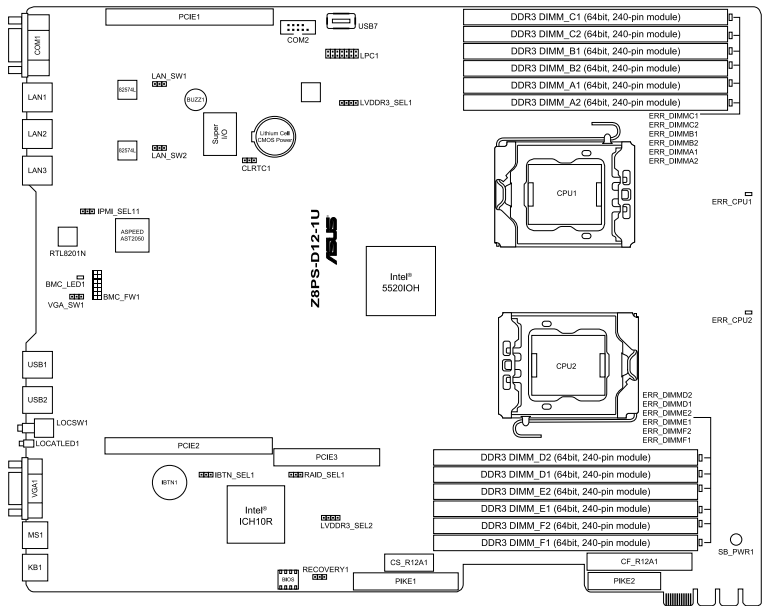 PCIE1
COM1
COM2
USB7
LPC1
DDR3 DIMM_C1 (64bit, 240-pin module)
DDR3 DIMM_C2 (64bit, 240-pin module)
DDR3 DIMM_B1 (64bit, 240-pin module)
DDR3 DIMM_B2 (64bit, 240-pin module)
DDR3 DIMM_A1 (64bit, 240-pin module)
DDR3 DIMM_A2 (64bit, 240-pin module)
LAN1
LAN2
LAN3
82574L
LAN_SW1
BUZZ1
LVDDR3_SEL1
82574L
LAN_SW2
Super
I/O
Lithium Cell
CMOS Power
CLRTC1
ERR_DIMMC1
ERR_DIMMC2
ERR_DIMMB1
ERR_DIMMB2
ERR_DIMMA1
ERR_DIMMA2
CPU1
ERR_CPU1
IPMI_SEL11
RTL8201N
ASPEED
AST2050
Z8PS-D12-1U
ASUS
BMC_LED1
BMC_FW1
VGA_SW1
Intel®
5520IOH
ERR_CPU2
CPU2
USB1
USB2
LOCSW1
LOCATLED1
ERR_DIMMD2
ERR_DIMMD1
ERR_DIMME2
ERR_DIMME1
ERR_DIMMF2
ERR_DIMMF1
PCIE2
PCIE3
VGA1
IBTN1
IBTN_SEL1
RAID_SEL1
Intel®
ICH10R
LVDDR3_SEL2
DDR3 DIMM_D2 (64bit, 240-pin module)
DDR3 DIMM_D1 (64bit, 240-pin module)
DDR3 DIMM_E2 (64bit, 240-pin module)
DDR3 DIMM_E1 (64bit, 240-pin module)
DDR3 DIMM_F2 (64bit, 240-pin module)
DDR3 DIMM_F1 (64bit, 240-pin module)
MS1
KB1
SB_PWR1
BIOS
RECOVERY1
CS_R12A1
PIKE1
CF_R12A1
PIKE2